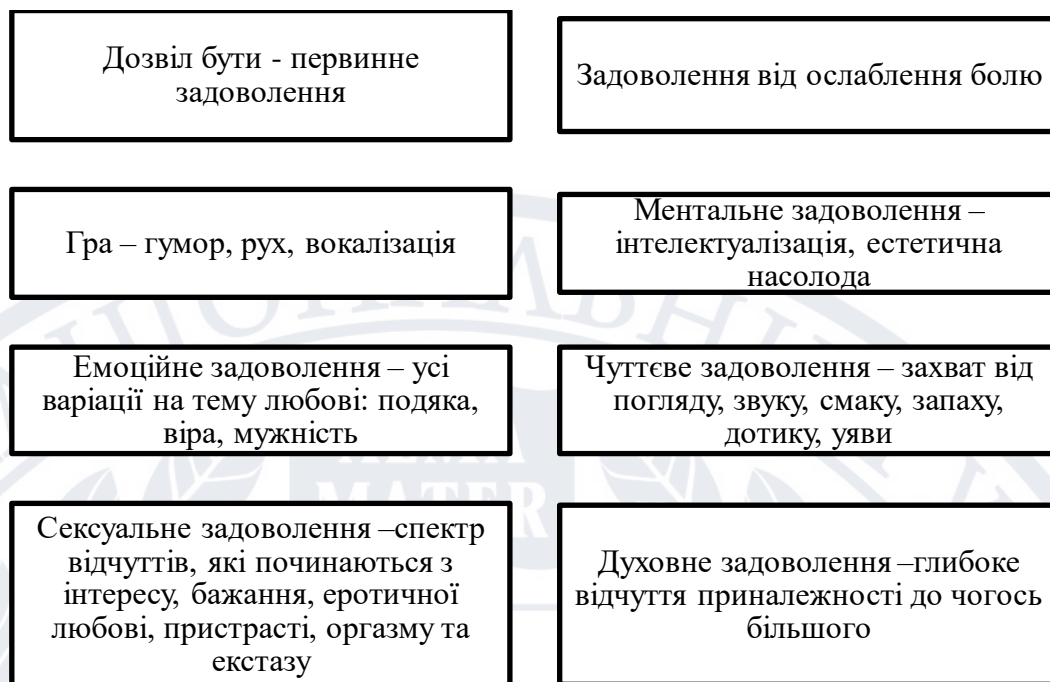 Дозвіл бути - первинне
задоволення
Задоволення від ослаблення болю
Гра – гумор, рух, вокалізація
Ментальне задоволення –
інтелектуалізація, естетична
насолода
Емоційне задоволення – усі
варіації на тему любові: подяка,
віра, мужність
Чуттєве задоволення – захват від
погляду, звуку, смаку, запаху,
дотику, уяви
Сексуальне задоволення –спектр
відчуттів, які починаються з
інтересу, бажання, еротичної
любові, пристрасті, оргазму та
екстазу
Духовне задоволення –глибоке
відчуття приналежності до чогось
більшого
MATER